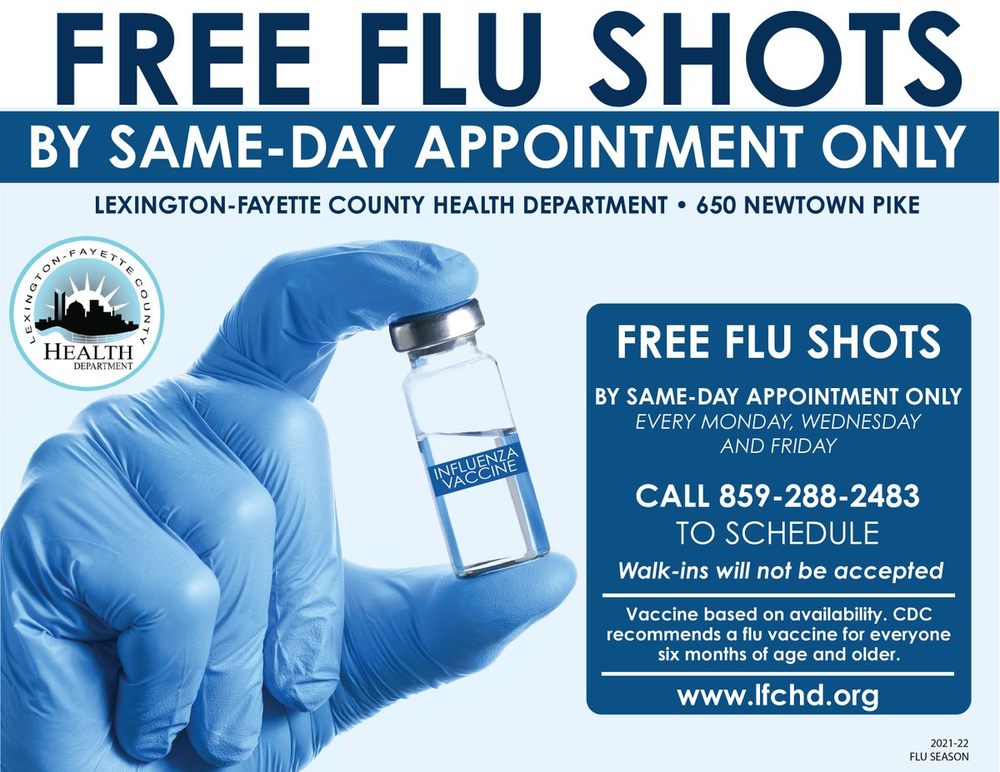 FREE FLU SHOTS
BY SAME-DAY APPOINTMENT ONLY
LEXINGTON-FAYETTE COUNTY HEALTH DEPARTMENT • 650 NEWTOWN PIKE
LEXINGTON-FAYETTE COUNTY
HEALTH
DEPARTMENT
INFLUENZA
VACCINE
FREE FLU SHOTS
BY SAME-DAY APPOINTMENT ONLY
EVERY MONDAY, WEDNESDAY
AND FRIDAY
CALL 859-288-2483
TO SCHEDULE
Walk-ins will not be accepted
Vaccine based on availability. CDC
recommends a flu vaccine for everyone
six months of age and older.
www.lfchd.org
2021-22
FLU SEASON